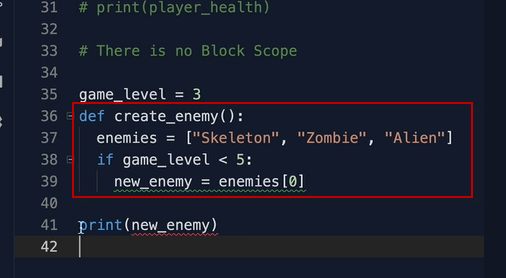 31 # print(player_health)
32
33 # There is no Block Scope
34
35 game_level = 3
36 def create_enemy():
37   enemies = ["Skeleton", "Zombie", "Alien"]
38   if game_level < 5:
39     new_enemy = enemies[0]
40
41 print(new_enemy)
42